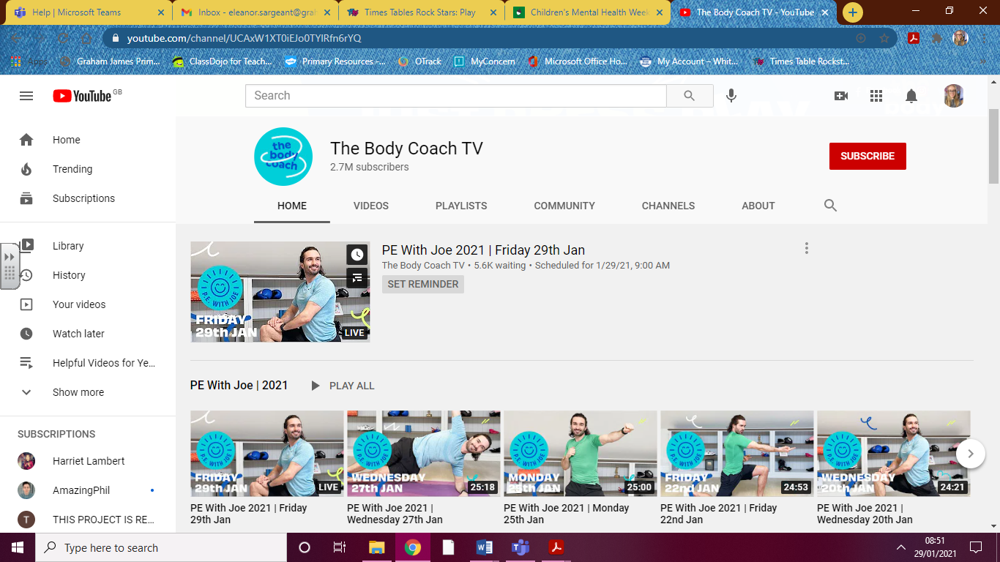 Help | Microsoft Teams
Inbox - eleanor.sargeant@grah
Times Tables Rock Stars: Play
Children's Mental Health Week
The Body Coach TV - YouTube
youtube.com/channel/UCAxW1XT0iEJo0TYlRfn6rYQ
Apps
Graham James Prim...
ClassDojo for Teach...
Primary Resources -...
OTrack
MyConcern
Microsoft Office Ho...
My Account – Whit...
Times Table Rockst...
YouTube GB
Search
the body coach
The Body Coach TV
2.7M subscribers
SUBSCRIBE
HOME VIDEOS PLAYLISTS COMMUNITY CHANNELS ABOUT
Home
Trending
Subscriptions
Library
History
Your videos
Watch later
Helpful Videos for Ye...
Show more
SUBSCRIPTIONS
Harriet Lambert
AmazingPhil
T THIS PROJECT IS RE...
P.E. WITH JOE
FRIDAY
29th JAN
LIVE
PE With Joe 2021 | Friday 29th Jan
The Body Coach TV • 5.6K waiting • Scheduled for 1/29/21, 9:00 AM
SET REMINDER
PE With Joe | 2021 PLAY ALL
P.E. WITH JOE
FRIDAY
29th JAN
LIVE
PE With Joe 2021 | Friday
29th Jan
P.E. WITH JOE
WEDNESDAY
27th JAN
25:18
PE With Joe 2021 |
Wednesday 27th Jan
P.E. WITH JOE
MONDAY
25th JAN
25:00
PE With Joe 2021 | Monday
25th Jan
P.E. WITH JOE
FRIDAY
22nd JAN
24:53
PE With Joe 2021 | Friday
22nd Jan
P.E. WITH JOE
WEDNESDAY
20th JAN
24:21
PE With Joe 2021 |
Wednesday 20th Jan
Type here to search
08:51
29/01/2021